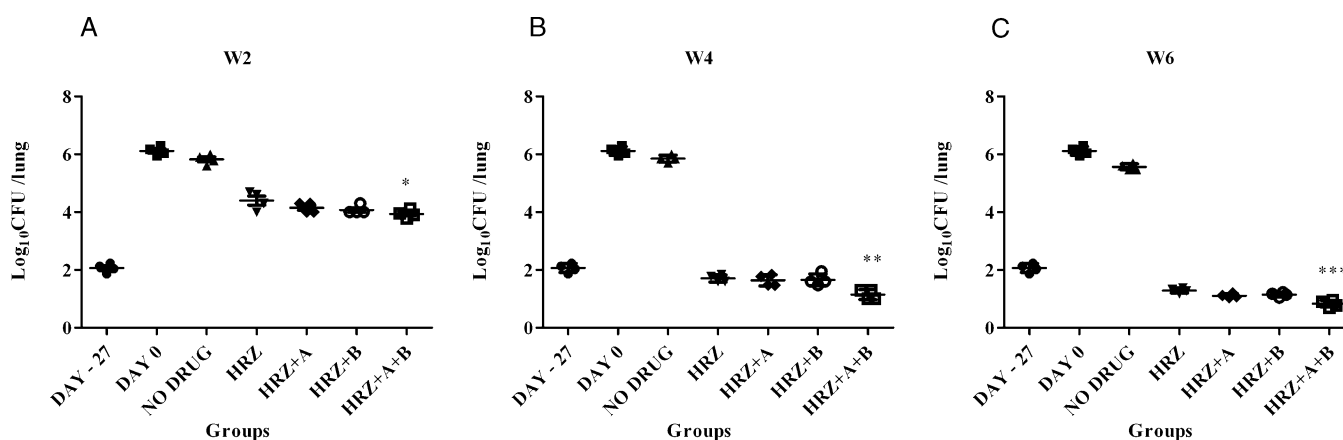 A
W2
Log10CFU /lung
8
6
4
2
0
*
DAY - 27
DAY 0
NO DRUG
HRZ
HRZ+A
HRZ+B
HRZ+A+B
Groups
B
W4
Log10CFU /lung
8
6
4
2
0
**
DAY - 27
DAY 0
NO DRUG
HRZ
HRZ+A
HRZ+B
HRZ+A+B
Groups
C
W6
Log10CFU /lung
8
6
4
2
0
***
DAY - 27
DAY 0
NO DRUG
HRZ
HRZ+A
HRZ+B
HRZ+A+B
Groups